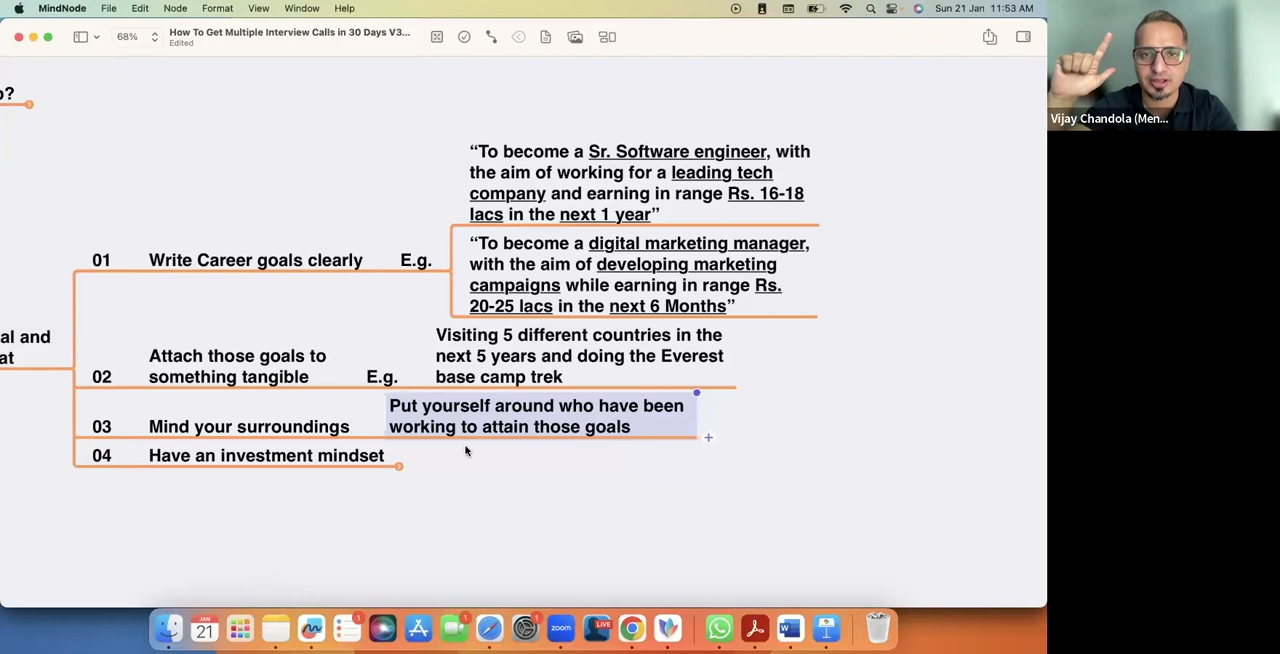 MindNode File Edit Node Format View Window Help Sun 21 Jan 11:53 AM
68% How To Get Multiple Interview Calls in 30 Days V3...
Edited
Vijay Chandola (Men...
?
“To become a Sr. Software engineer, with
the aim of working for a leading tech
company and earning in range Rs. 16-18
lacs in the next 1 year”
01 Write Career goals clearly E.g.
“To become a digital marketing manager,
with the aim of developing marketing
campaigns while earning in range Rs.
20-25 lacs in the next 6 Months”
al and
at
02 Attach those goals to
something tangible E.g.
Visiting 5 different countries in the
next 5 years and doing the Everest
base camp trek
03 Mind your surroundings
Put yourself around who have been
working to attain those goals
04 Have an investment mindset
JAN
21
1
1
1
zoom
LIVE
W